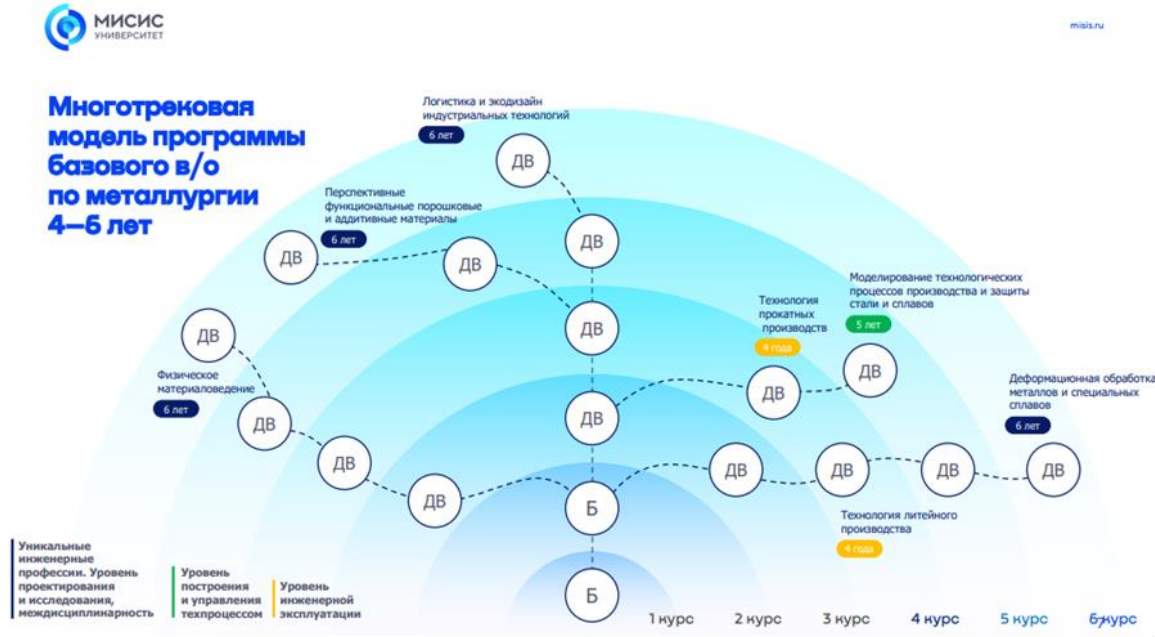 МИСИС
УНИВЕРСИТЕТ
misis.ru
Многотрековая
модель программы
базового в/о
по металлургии
4—6 лет
Логистика и экодизайн
индустриальных технологий
6 лет
ДВ
Перспективные
функциональные порошковые
и аддитивные материалы
6 лет
ДВ
ДВ
ДВ
ДВ
Моделирование технологических
процессов производства и защиты
стали и сплавов
5 лет
Технология
прокатных
производств
4 года
ДВ
ДВ
ДВ
Физическое
материаловедение
6 лет
Деформационная обработка
металлов и специальных
сплавов
6 лет
ДВ
ДВ
ДВ
ДВ
ДВ
ДВ
ДВ
ДВ
Б
Технология литейного
производства
4 года
Уникальные
инженерные
профессии. Уровень
проектирования
и исследования,
междисциплинарность
Уровень
построения
и управления
техпроцессом
Уровень
инженерной
эксплуатации
Б
1 курс
2 курс
3 курс
4 курс
5 курс
6 курс
7